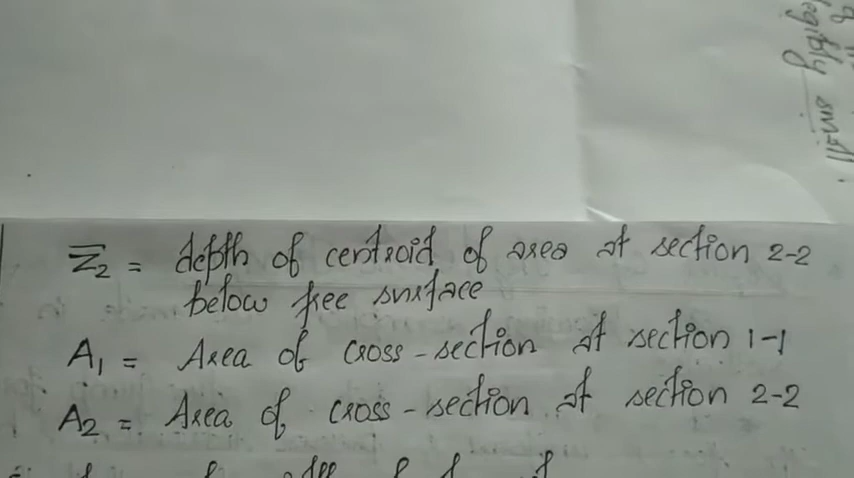 Z̄₂ = depth of centroid of area at section 2-2
below free surface
A₁ = Area of cross-section at section 1-1
A₂ = Area of cross-section at section 2-2
small